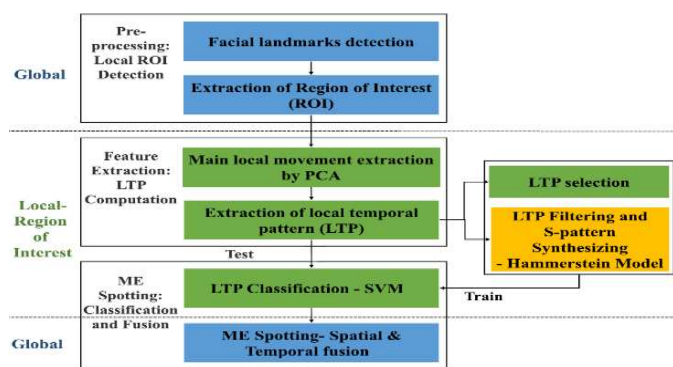 Pre-
processing:
Local ROI
Detection
Facial landmarks detection
Global
Extraction of Region of Interest
(ROI)
Feature
Extraction:
LTP
Computation
Main local movement extraction
by PCA
LTP selection
Local-
Region
of
Interest
Extraction of local temporal
pattern (LTP)
LTP Filtering and
S-pattern
Synthesizing
- Hammerstein Model
Test
ME
Spotting:
Classification
and Fusion
LTP Classification - SVM
Train
Global
ME Spotting- Spatial &
Temporal fusion